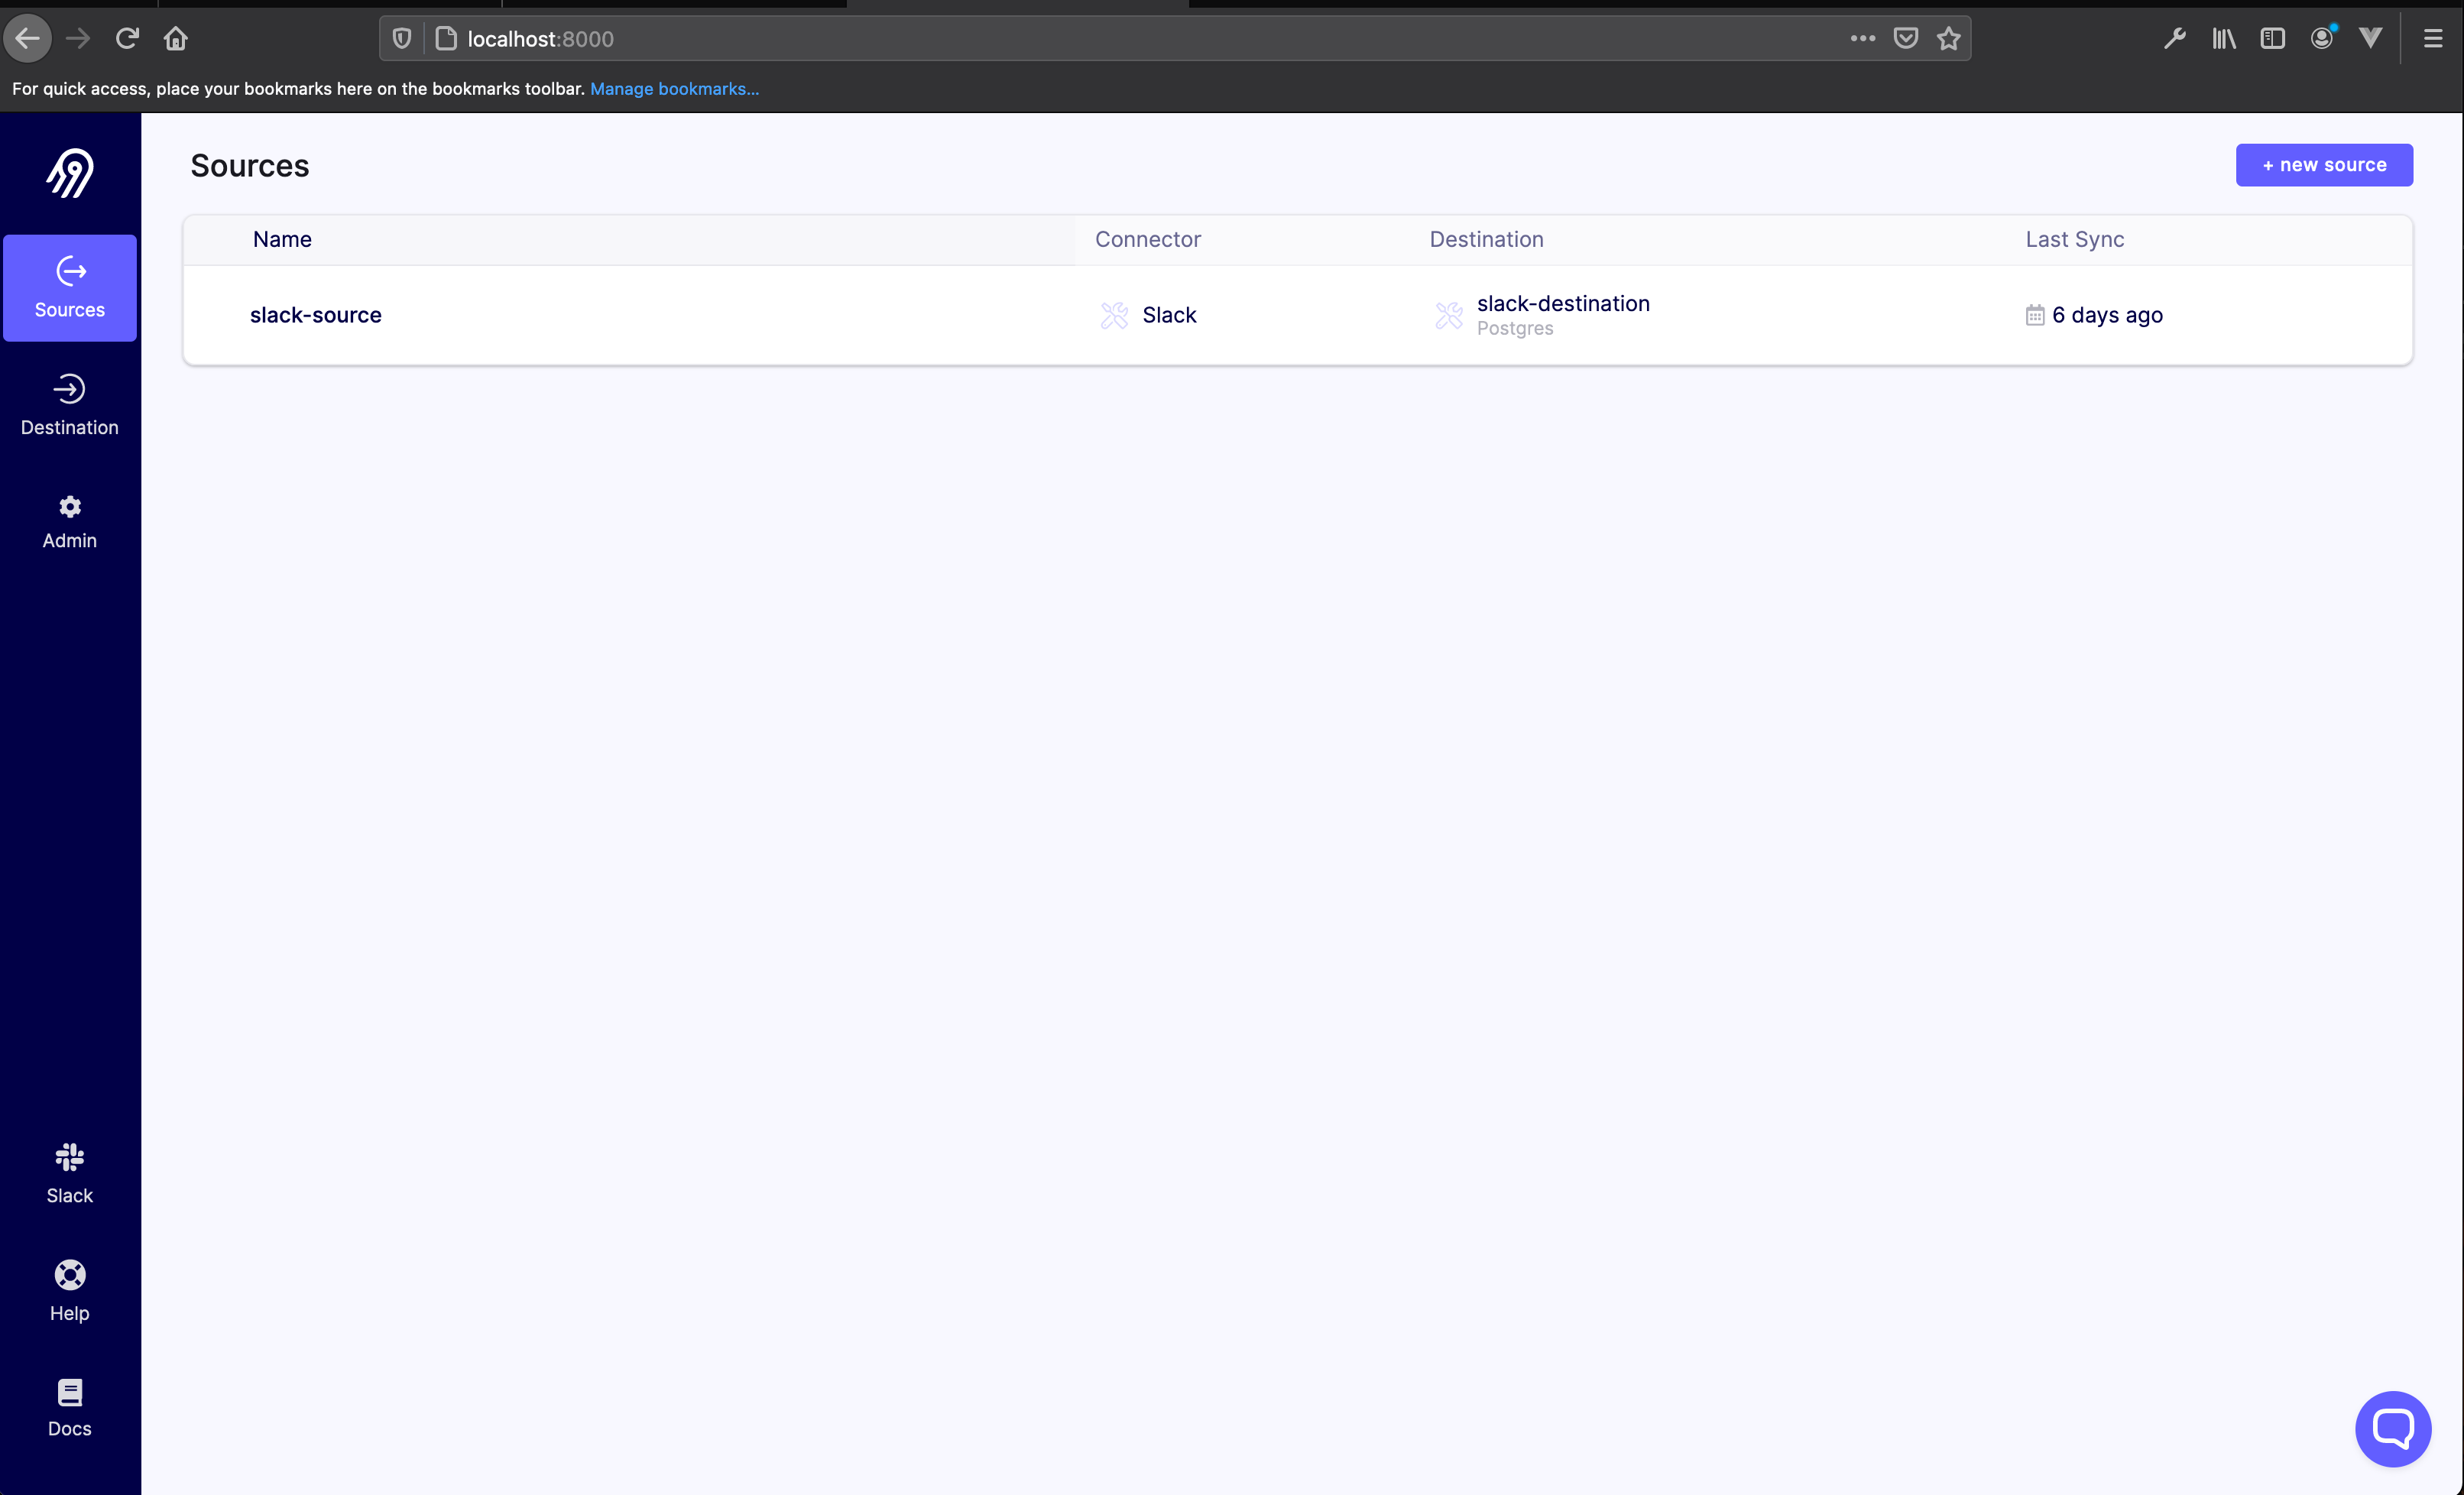 localhost:8000
For quick access, place your bookmarks here on the bookmarks toolbar. Manage bookmarks...
Sources
+ new source
Name Connector Destination Last Sync
slack-source Slack slack-destination 6 days ago
Postgres
Sources
Destination
Admin
Slack
Help
Docs